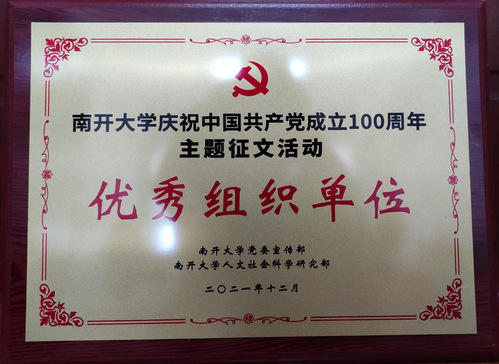 南开大学庆祝中国共产党成立100周年
主题征文活动
优秀组织单位
南开大学党委宣传部
南开大学人文社会科学研究部
二〇二一年十二月